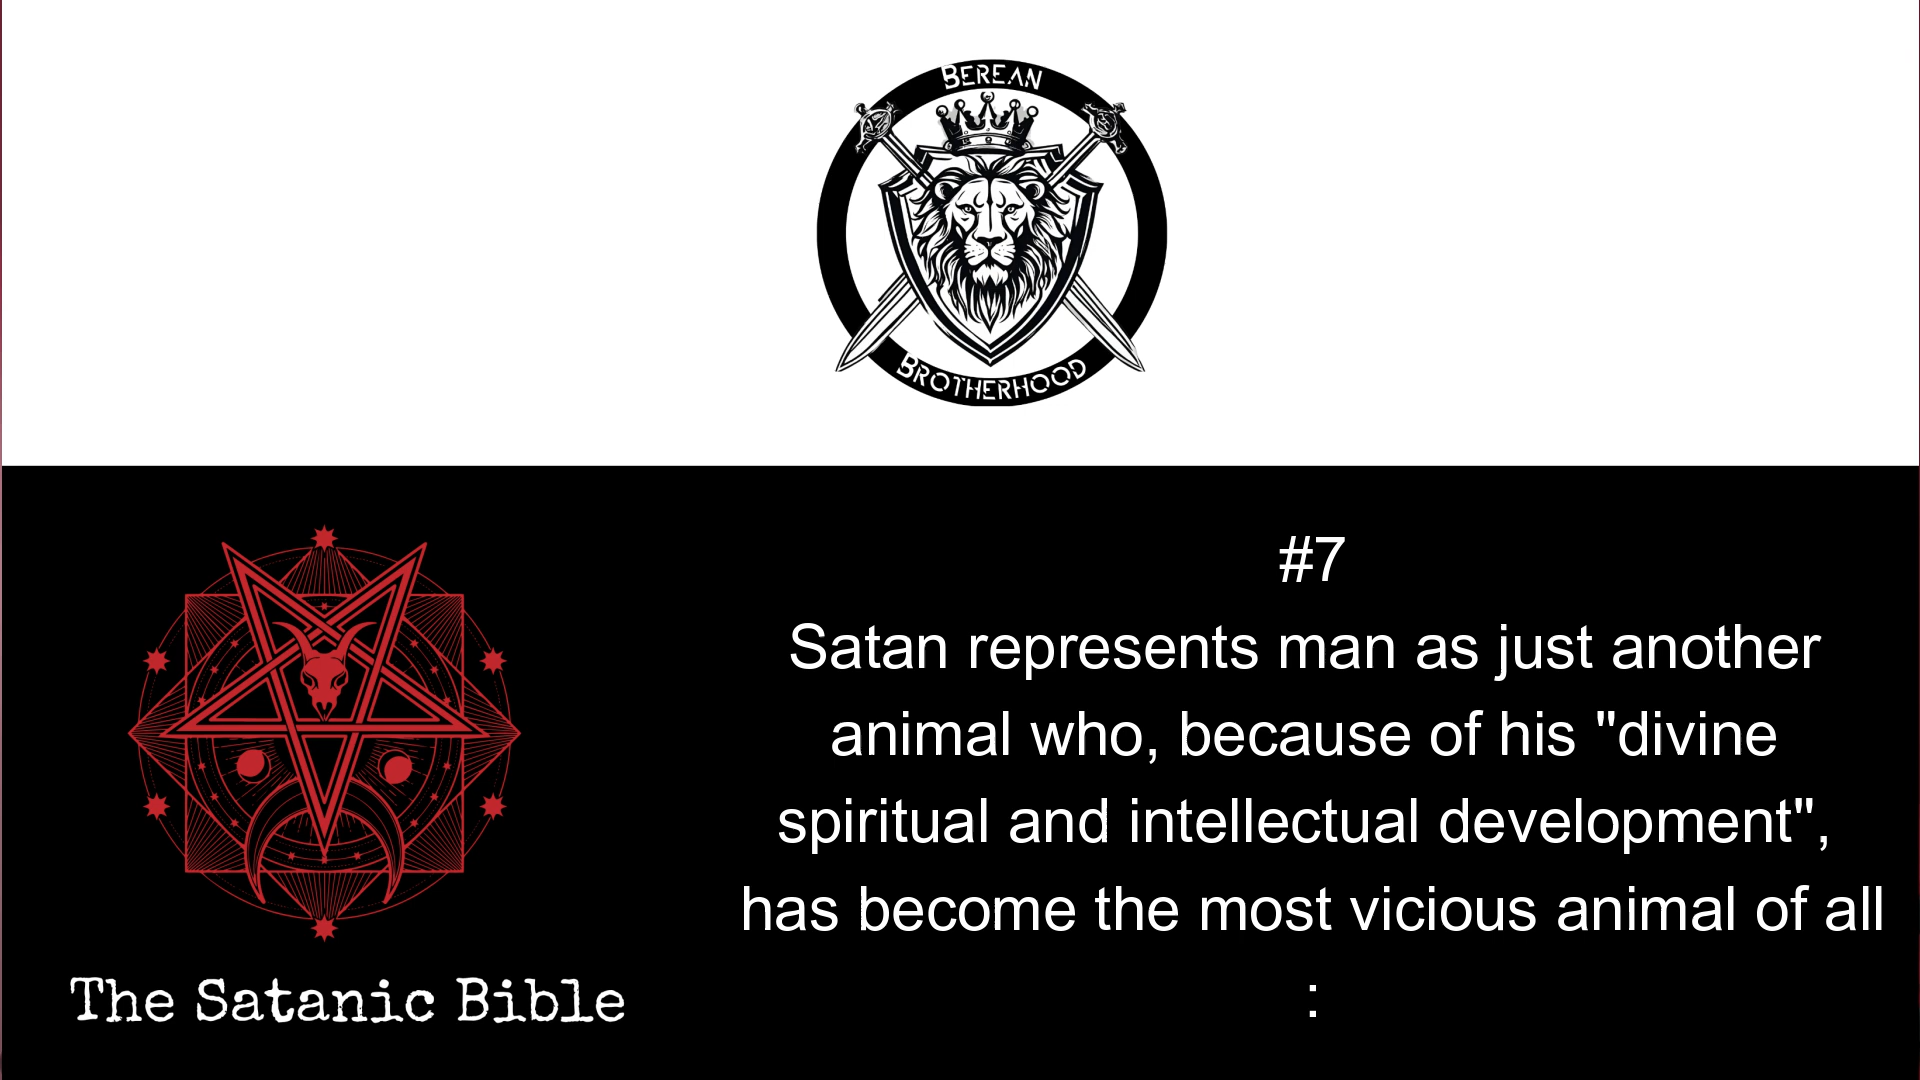 BEREAN
BROTHERHOOD
#7
Satan represents man as just another
animal who, because of his "divine
spiritual and intellectual development",
has become the most vicious animal of all
:
The Satanic Bible